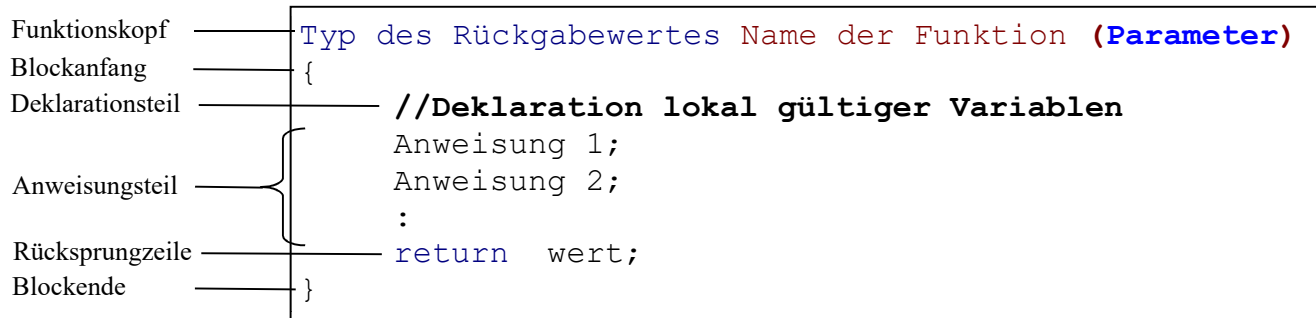 Funktionskopf Typ des Rückgabewertes Name der Funktion (Parameter)
Blockanfang {
Deklarationsteil //Deklaration lokal gültiger Variablen
Anweisung 1;
Anweisungsteil Anweisung 2;
:
Rücksprungzeile return wert;
Blockende }